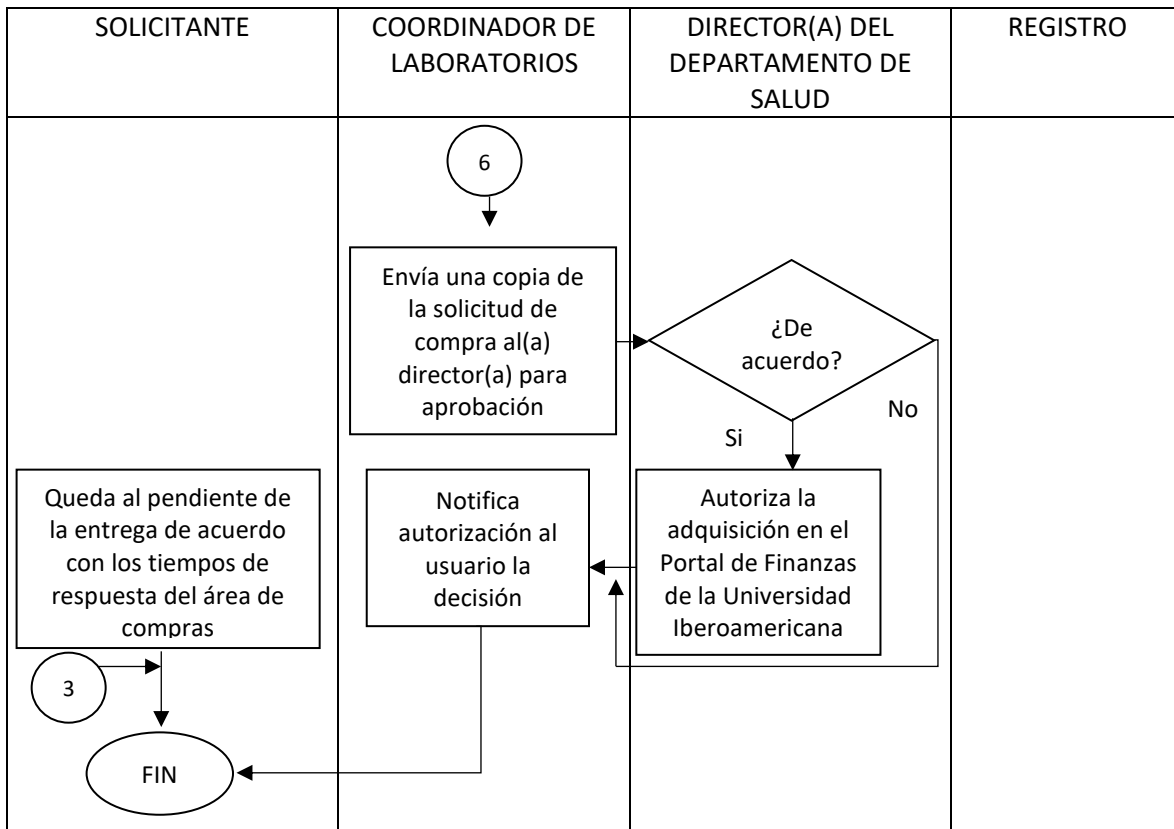 SOLICITANTE
COORDINADOR DE
LABORATORIOS
DIRECTOR(A) DEL
DEPARTAMENTO DE
SALUD
REGISTRO
6
Envía una copia de
la solicitud de
compra al(a)
director(a) para
aprobación
¿De
acuerdo?
No
Si
Queda al pendiente de
la entrega de acuerdo
con los tiempos de
respuesta del área de
compras
Notifica
autorización al
usuario la
decisión
Autoriza la
adquisición en el
Portal de Finanzas
de la Universidad
Iberoamericana
3
FIN